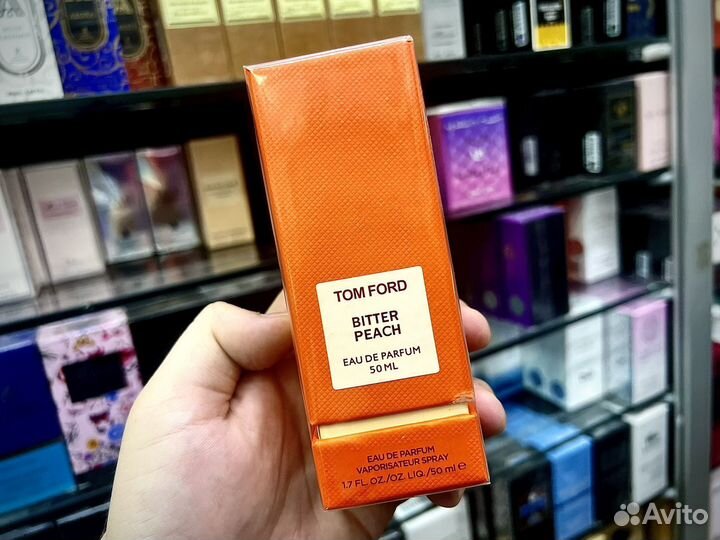 TOM FORD
BITTER
PEACH
EAU DE PARFUM
50 ML
EAU DE PARFUM
VAPORISATEUR SPRAY
1.7 FL. OZ./OZ. LIQ./50 ml e
Avito